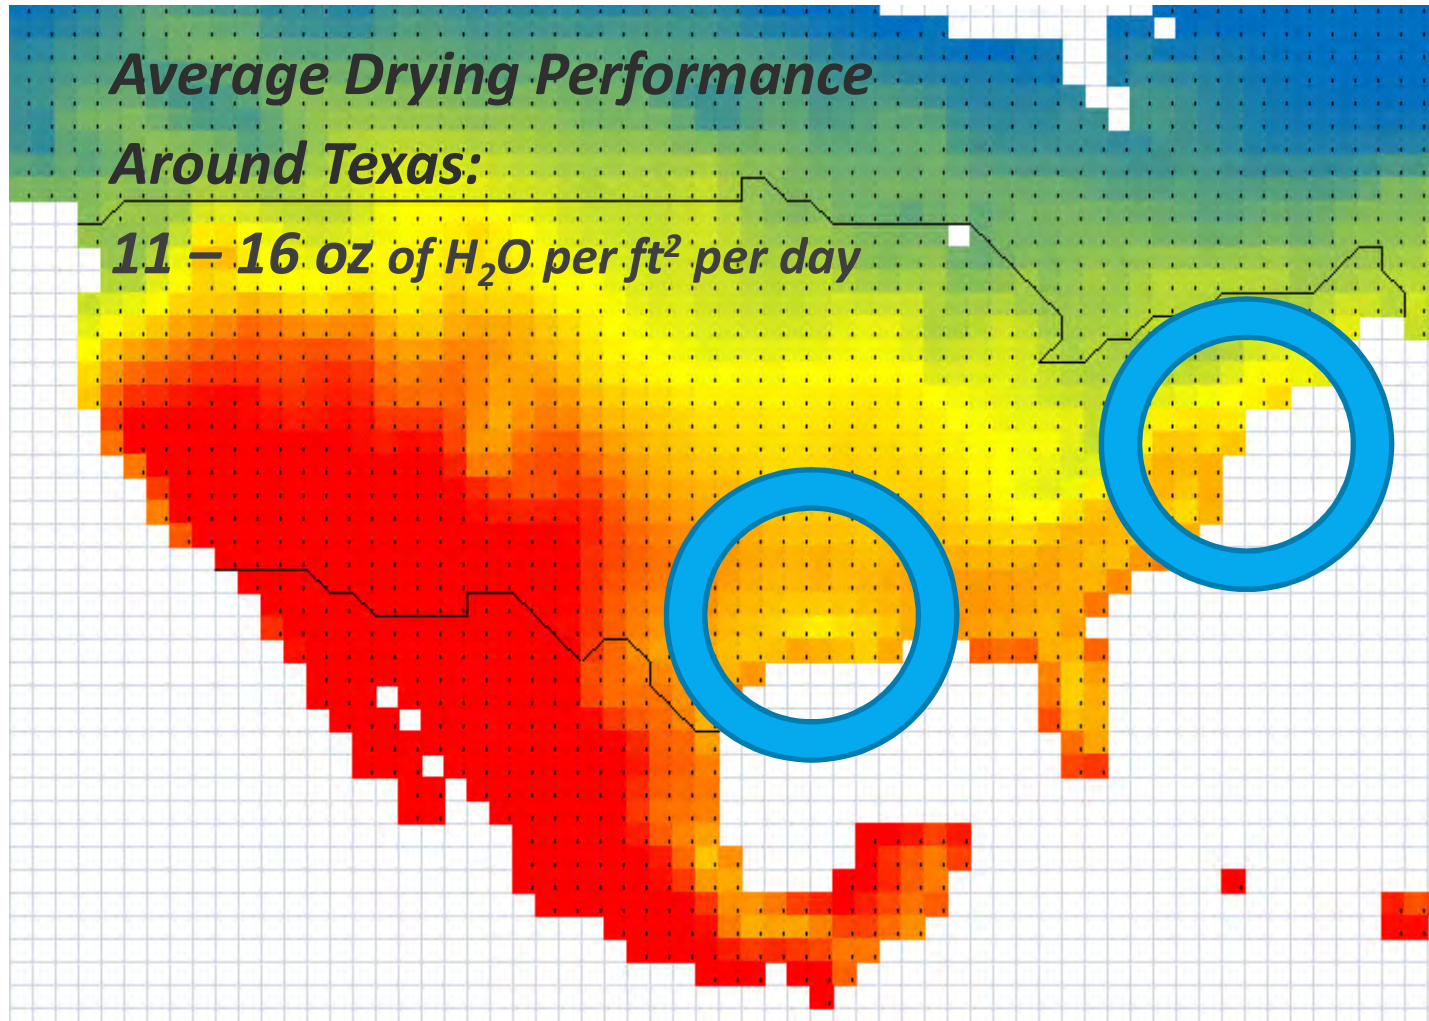 Average Drying Performance
Around Texas:
11 – 16 oz of H₂O per ft² per day